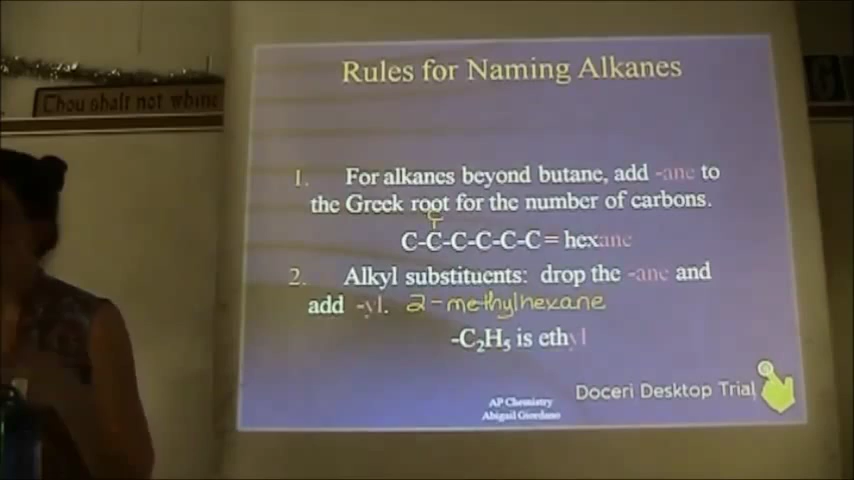 Rules for Naming Alkanes
Thou shalt not whine
1. For alkanes beyond butane, add -ane to
the Greek root for the number of carbons.
C
C-C-C-C-C-C = hexane
2. Alkyl substituents: drop the -ane and
add -yl. 2-methylhexane
-C₂H₅ is ethyl
Doceri Desktop Trial
AP Chemistry
Abigail Giordano